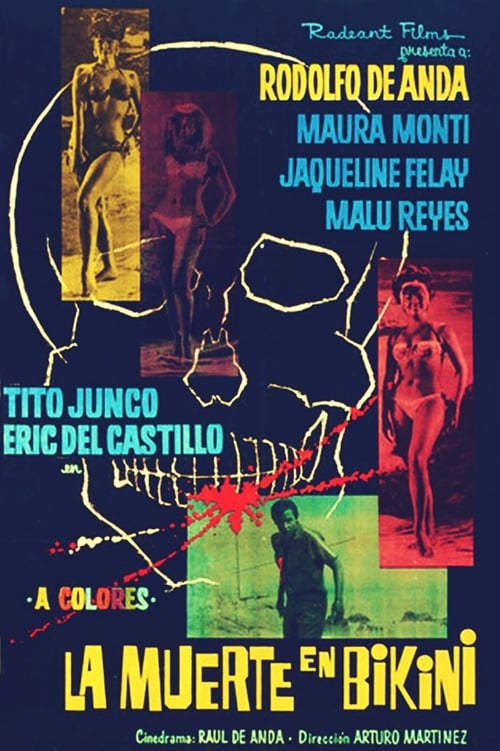 Radeant Films
presenta a:
RODOLFO DE ANDA
MAURA MONTI
JAQUELINE FELAY
MALU REYES
TITO JUNCO
ERIC DEL CASTILLO
en
·A COLORES·
LA MUERTE EN BIKINI
Cinedrama: RAUL DE ANDA · Dirección ARTURO MARTINEZ